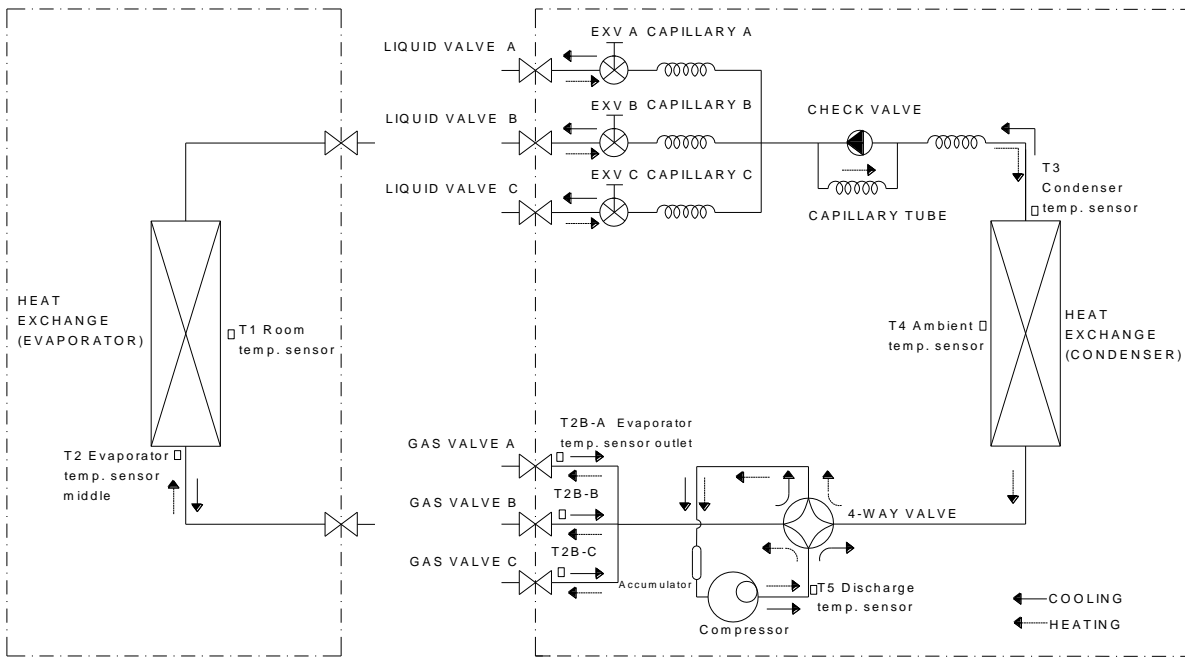 LIQUID VALVE A
EXV A CAPILLARY A
LIQUID VALVE B
EXV B CAPILLARY B
LIQUID VALVE C
EXV C CAPILLARY C
CHECK VALVE
CAPILLARY TUBE
T3
Condenser
temp. sensor
HEAT
EXCHANGE
(EVAPORATOR)
T1 Room
temp. sensor
T4 Ambient
temp. sensor
HEAT
EXCHANGE
(CONDENSER)
T2 Evaporator
temp. sensor
middle
GAS VALVE A
T2B-A Evaporator
temp. sensor outlet
GAS VALVE B
T2B-B
GAS VALVE C
T2B-C
4-WAY VALVE
Accumulator
Compressor
T5 Discharge
temp. sensor
COOLING
HEATING